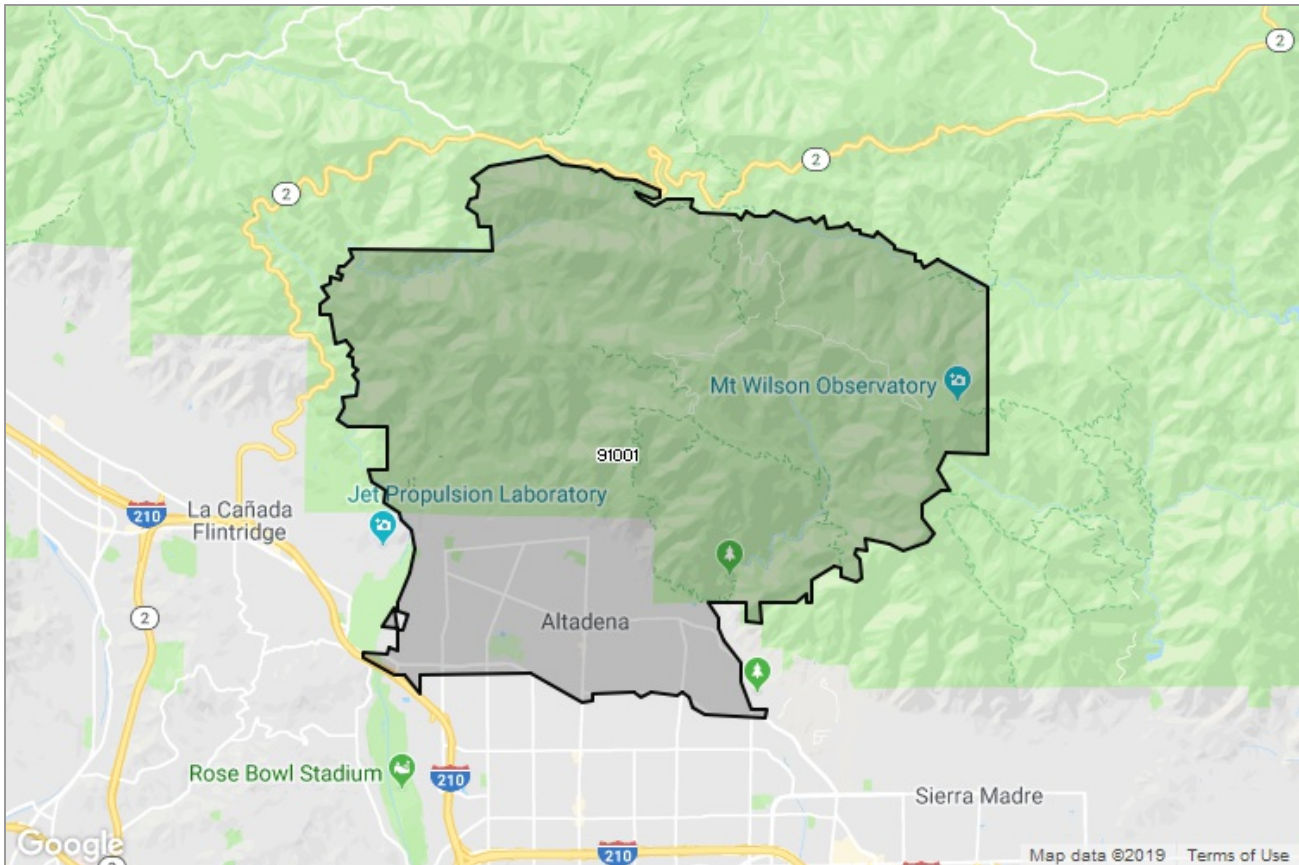 2
2
2
Mt Wilson Observatory
91001
Jet Propulsion Laboratory
La Cañada
Flintridge
210
2
Altadena
Rose Bowl Stadium
210
Sierra Madre
210
Google
Map data ©2019 Terms of Use